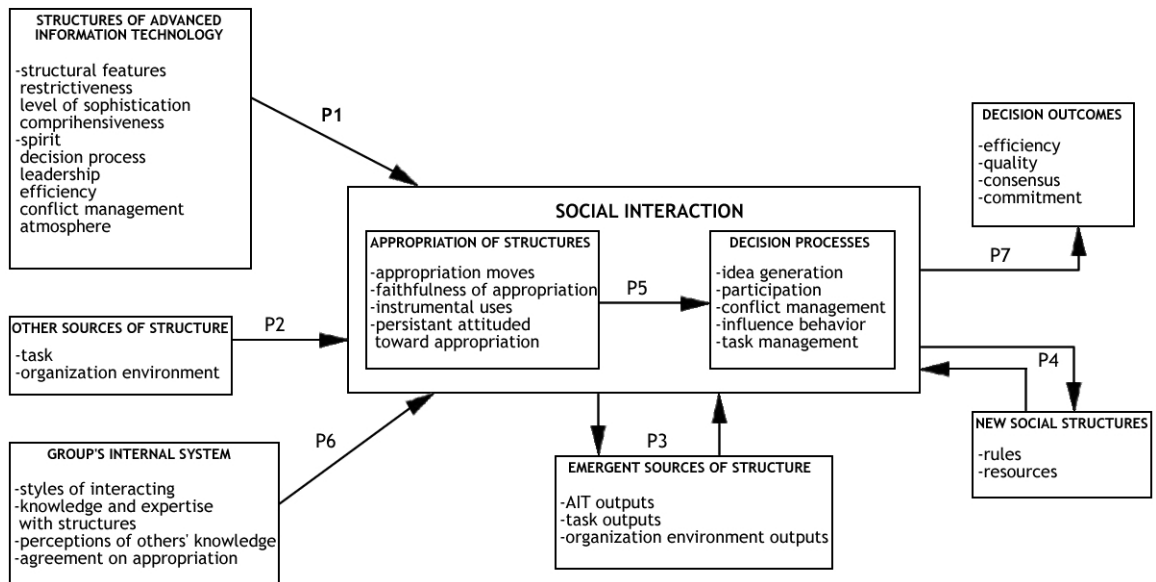 STRUCTURES OF ADVANCED
INFORMATION TECHNOLOGY
-structural features
restrictiveness
level of sophistication
comprihensiveness
-spirit
decision process
leadership
efficiency
conflict management
atmosphere
P1
OTHER SOURCES OF STRUCTURE
-task
-organization environment
P2
GROUP'S INTERNAL SYSTEM
-styles of interacting
-knowledge and expertise
with structures
-perceptions of others' knowledge
-agreement on appropriation
P6
SOCIAL INTERACTION
APPROPRIATION OF STRUCTURES
-appropriation moves
-faithfulness of appropriation
-instrumental uses
-persistant attituded
toward appropriation
P5
DECISION PROCESSES
-idea generation
-participation
-conflict management
-influence behavior
-task management
P3
EMERGENT SOURCES OF STRUCTURE
-AIT outputs
-task outputs
-organization environment outputs
DECISION OUTCOMES
-efficiency
-quality
-consensus
-commitment
P7
P4
NEW SOCIAL STRUCTURES
-rules
-resources